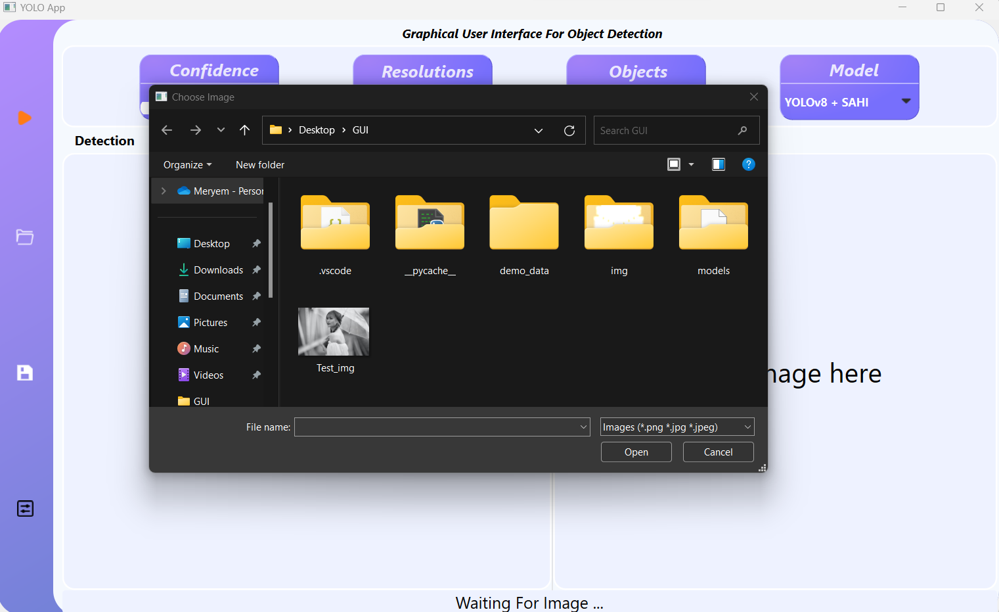 YOLO App
Graphical User Interface For Object Detection
Confidence
Resolutions
Objects
Model
YOLOv8 + SAHI
Detection
Choose Image
Desktop
GUI
Search GUI
Organize
New folder
?
Meryem - Person
Desktop
Downloads
Documents
Pictures
Music
Videos
GUI
.vscode
__pycache__
demo_data
img
models
Test_img
File name:
Images (*.png *.jpg *.jpeg)
Open
Cancel
mage here
Waiting For Image ...